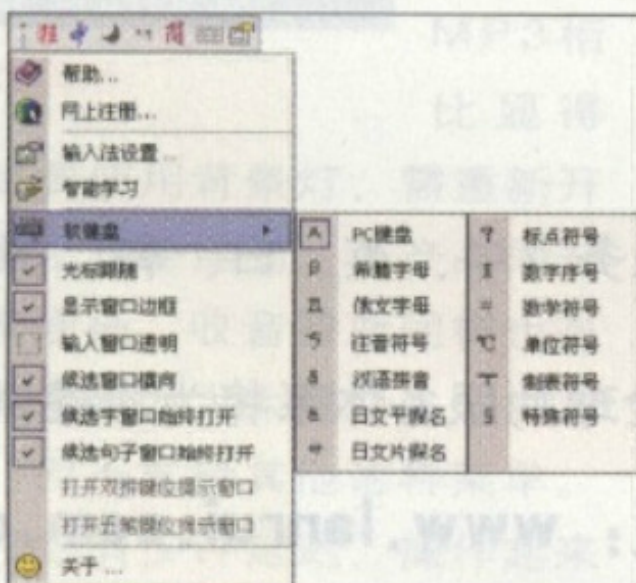 帮助...
网上注册...
输入法设置...
智能学习
软键盘
光标跟随
显示窗口边框
输入窗口透明
候选窗口横向
候选字窗口始终打开
候选句子窗口始终打开
打开双拼键位提示窗口
打开五笔键位提示窗口
关于...
PC键盘
希腊字母
俄文字母
注音符号
汉语拼音
日文平假名
日文片假名
标点符号
数字序号
数学符号
单位符号
制表符号
特殊符号